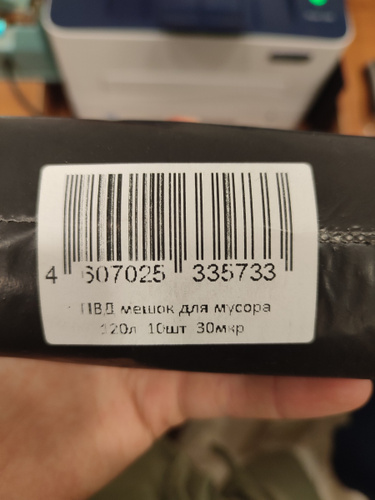 4 607025 335733
ПВД мешок для мусора
120л 10шт 30мкр